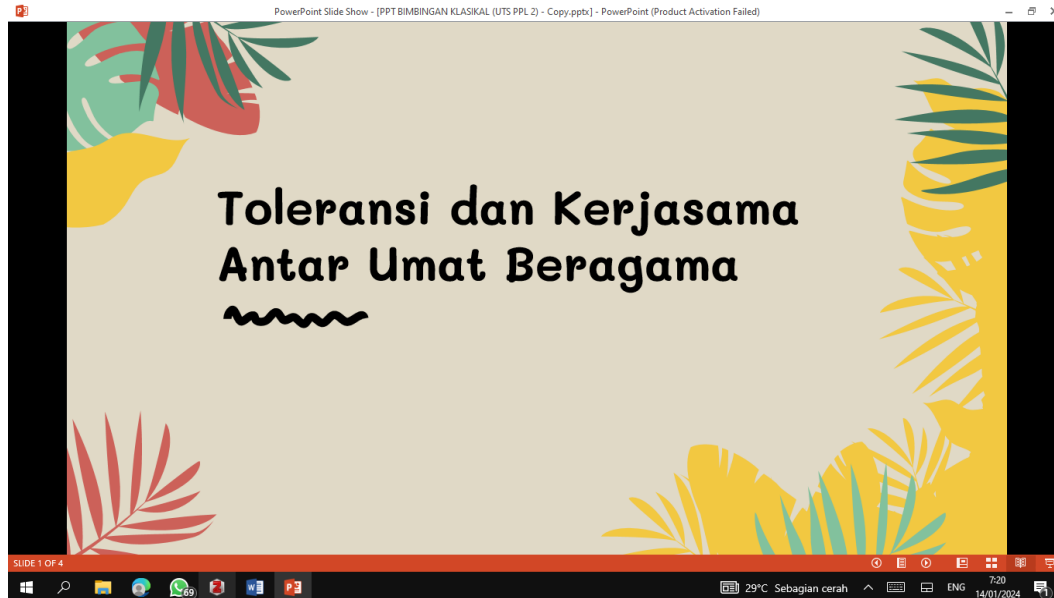 PowerPoint Slide Show - [PPT BIMBINGAN KLASIKAL (UTS PPL 2) - Copy.pptx] - PowerPoint (Product Activation Failed)
Toleransi dan Kerjasama
Antar Umat Beragama
SLIDE 1 OF 4
69
29°C Sebagian cerah
ENG
7:20
14/01/2024
1